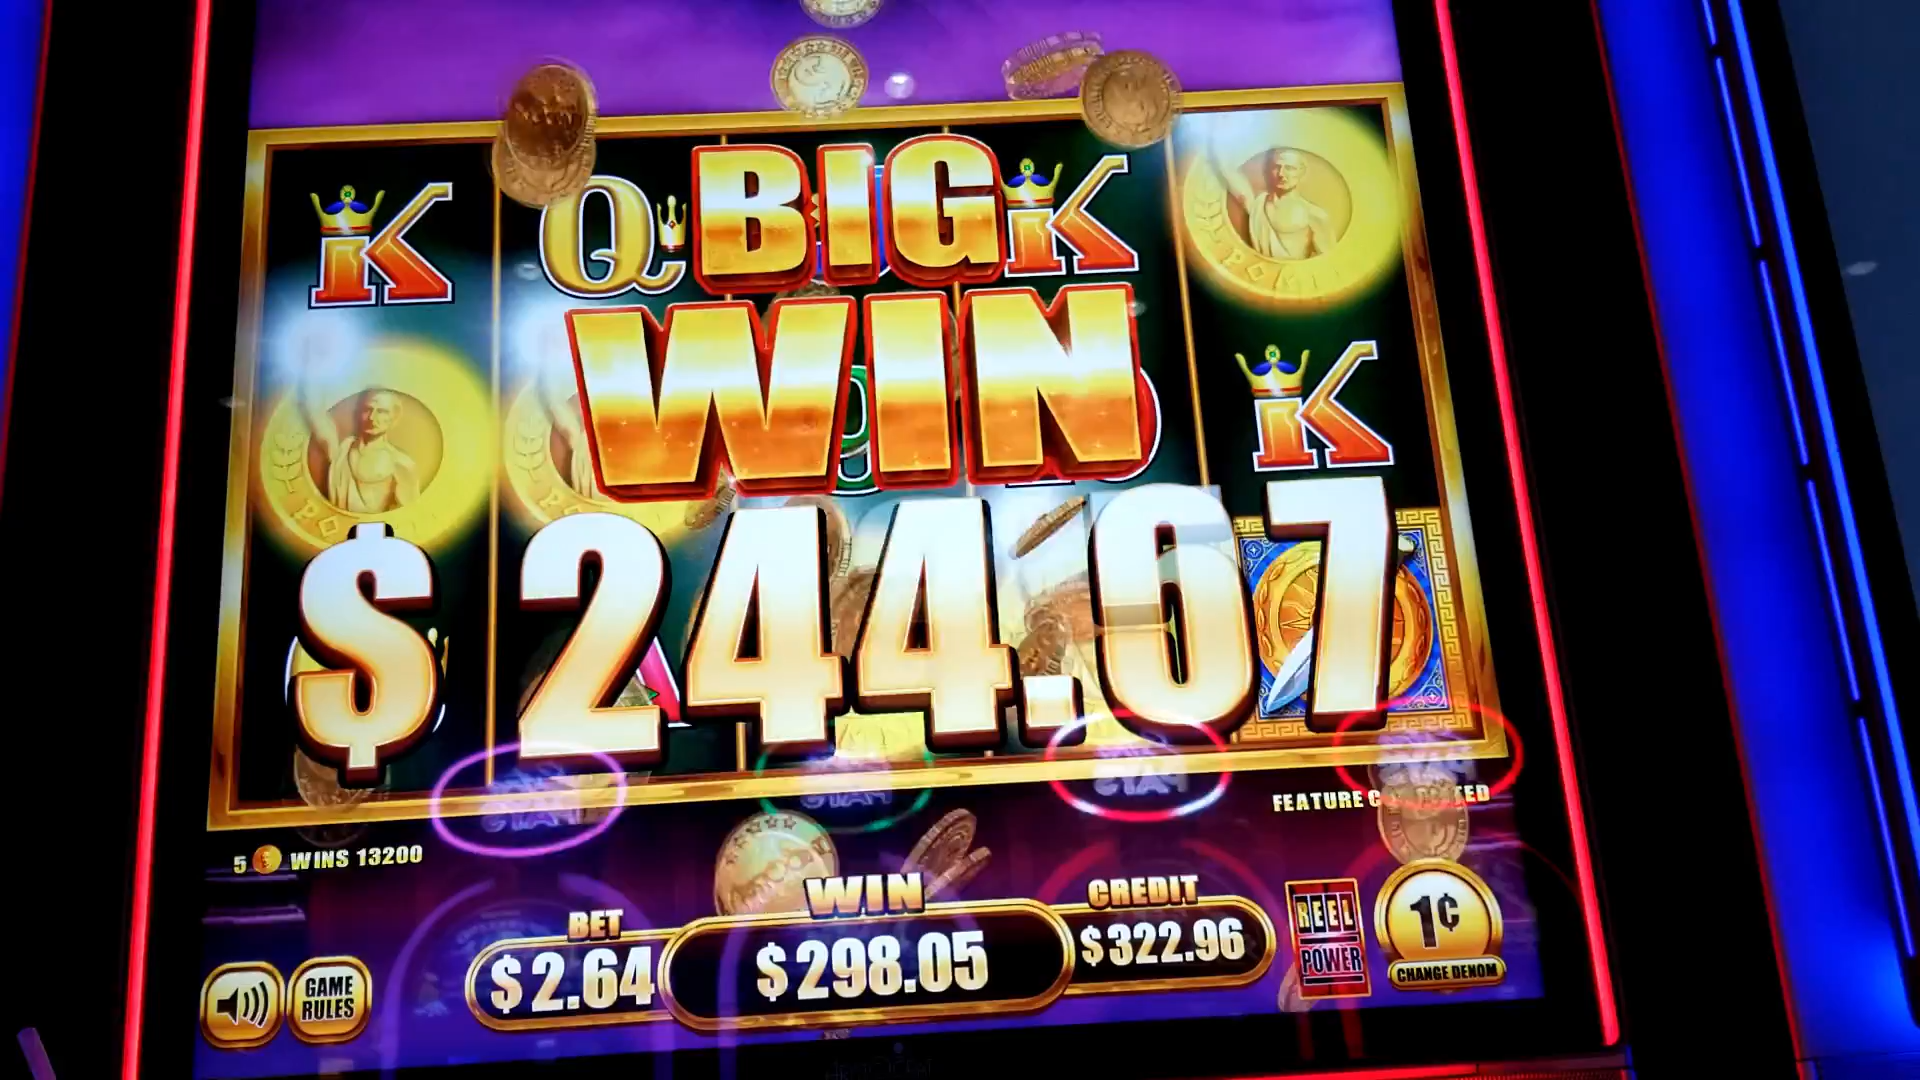 K
Q
BIG
K
WIN
K
$244.07
5 WINS 13200
BET
WIN
CREDIT
$2.64
$298.05
$322.96
REEL
POWER
1¢
CHANGE DENOM
GAME
RULES
FEATURE